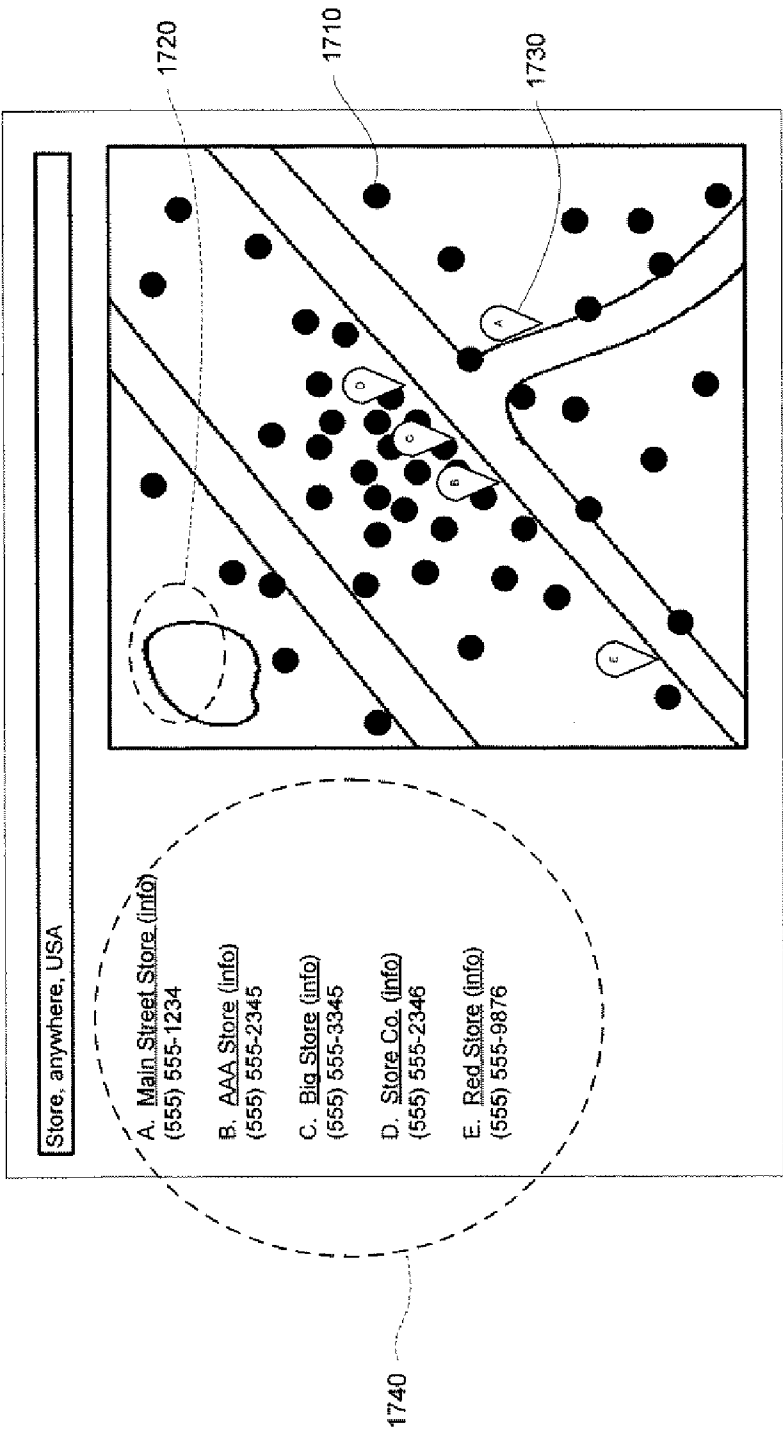 Store, anywhere, USA
A. Main Street Store (info)
(555) 555-1234
B. AAA Store (info)
(555) 555-2345
C. Big Store (info)
(555) 555-3345
D. Store Co. (info)
(555) 555-2346
E. Red Store (info)
(555) 555-9876
1740
1720
1710
1730
A
B
C
D
E